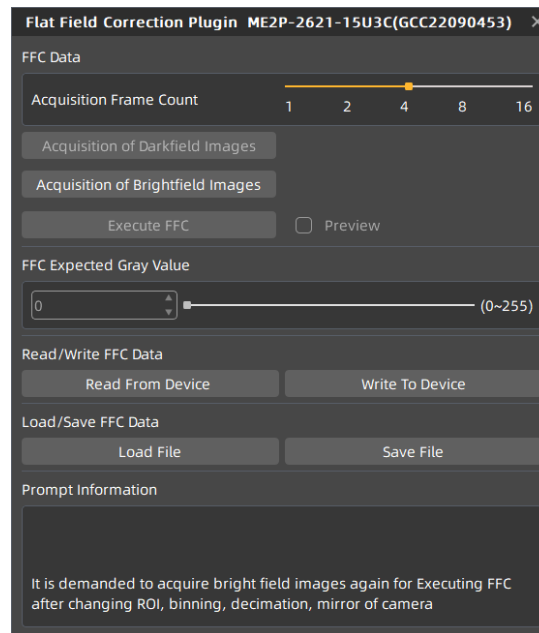 Flat Field Correction Plugin ME2P-2621-15U3C(GCC22090453)
FFC Data
Acquisition Frame Count
1 2 4 8 16
Acquisition of Darkfield Images
Acquisition of Brightfield Images
Execute FFC Preview
FFC Expected Gray Value
0 (0~255)
Read/Write FFC Data
Read From Device Write To Device
Load/Save FFC Data
Load File Save File
Prompt Information
It is demanded to acquire bright field images again for Executing FFC
after changing ROI, binning, decimation, mirror of camera